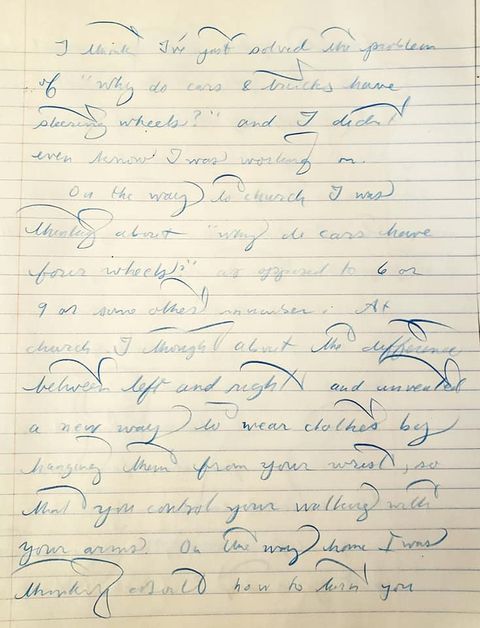 I think I've just solved the problem
of "why do cars & trucks have
steering wheels?" and I didn't
even know I was working on.
On the way to church I was
thinking about "why do cars have
four wheels?" as opposed to 6 or
9 or some other number. At
church I thought about the difference
between left and right and invented
a new way to wear clothes by
hanging them from your wrist, so
that you control your walking with
your arms. On the way home I was
thinking about how to turn you